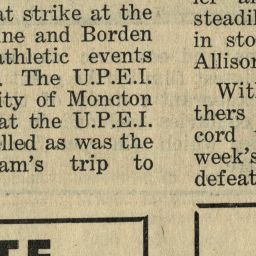 at strike at the
ne and Borden
athletic events
. The U.P.E.I.
ity of Moncton
at the U.P.E.I.
lled as was the
am's trip to
steadil
in sto
Allison
With
thers
cord
week's
defeat